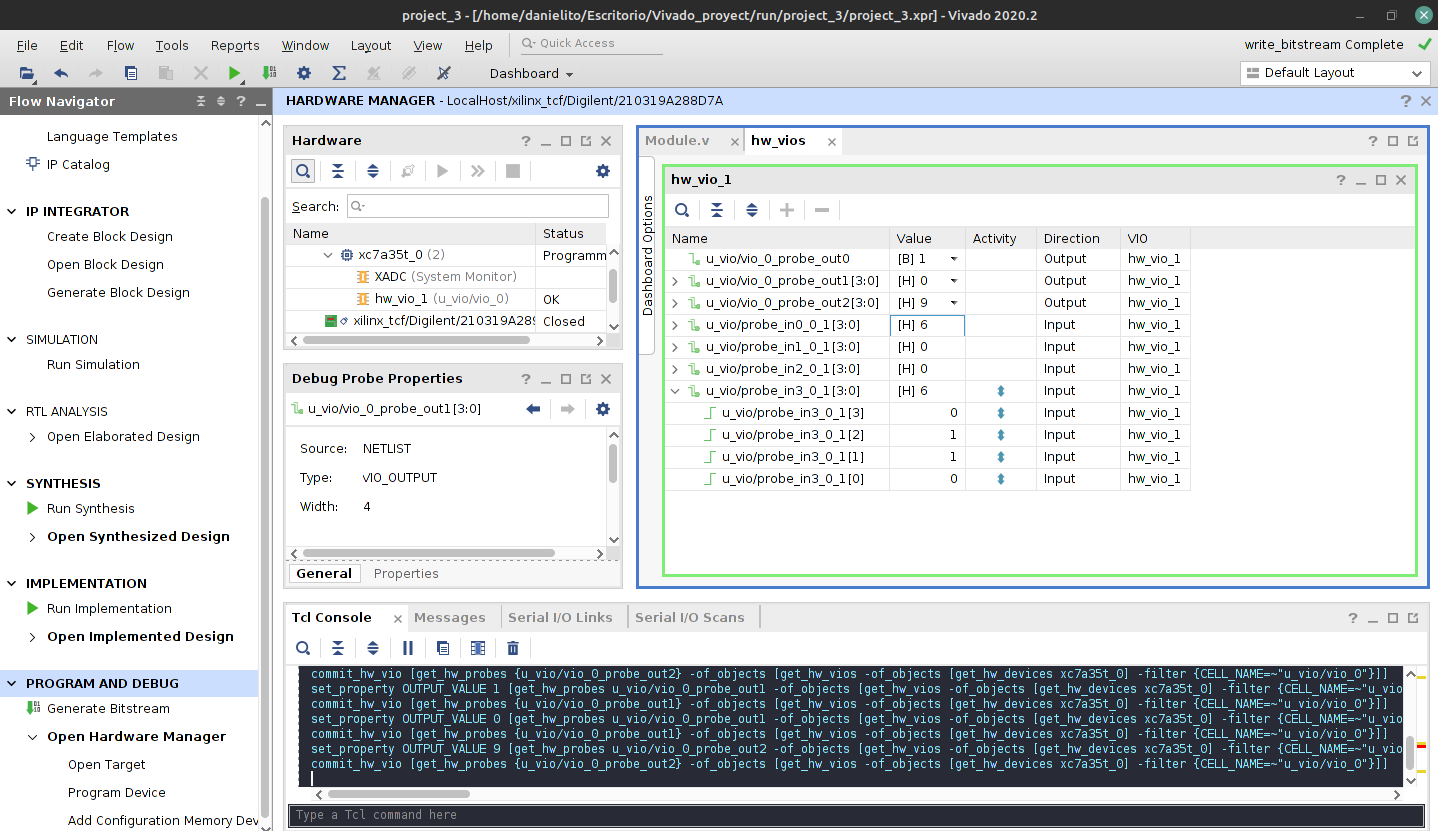 project_3 - [/home/danielito/Escritorio/Vivado_proyect/run/project_3/project_3.xpr] - Vivado 2020.2
File Edit Flow Tools Reports Window Layout View Help Quick Access write_bitstream Complete
Dashboard Default Layout
Flow Navigator
HARDWARE MANAGER - LocalHost/xilinx_tcf/Digilent/210319A288D7A
Language Templates
IP Catalog
IP INTEGRATOR
Create Block Design
Open Block Design
Generate Block Design
SIMULATION
Run Simulation
RTL ANALYSIS
Open Elaborated Design
SYNTHESIS
Run Synthesis
Open Synthesized Design
IMPLEMENTATION
Run Implementation
Open Implemented Design
PROGRAM AND DEBUG
Generate Bitstream
Open Hardware Manager
Open Target
Program Device
Add Configuration Memory Dev
Hardware
Search:
Name Status
xc7a35t_0 (2) Programm
XADC (System Monitor)
hw_vio_1 (u_vio/vio_0) OK
xilinx_tcf/Digilent/210319A289 Closed
Debug Probe Properties
u_vio/vio_0_probe_out1[3:0]
Source: NETLIST
Type: vIO_OUTPUT
Width: 4
General Properties
Module.v hw_vios
Dashboard Options
hw_vio_1
Name Value Activity Direction VIO
u_vio/vio_0_probe_out0 [B] 1 Output hw_vio_1
u_vio/vio_0_probe_out1[3:0] [H] 0 Output hw_vio_1
u_vio/vio_0_probe_out2[3:0] [H] 9 Output hw_vio_1
u_vio/probe_in0_0_1[3:0] [H] 6 Input hw_vio_1
u_vio/probe_in1_0_1[3:0] [H] 0 Input hw_vio_1
u_vio/probe_in2_0_1[3:0] [H] 0 Input hw_vio_1
u_vio/probe_in3_0_1[3:0] [H] 6 Input hw_vio_1
u_vio/probe_in3_0_1[3] 0 Input hw_vio_1
u_vio/probe_in3_0_1[2] 1 Input hw_vio_1
u_vio/probe_in3_0_1[1] 1 Input hw_vio_1
u_vio/probe_in3_0_1[0] 0 Input hw_vio_1
Tcl Console Messages Serial I/O Links Serial I/O Scans
commit_hw_vio [get_hw_probes {u_vio/vio_0_probe_out2} -of_objects [get_hw_vios -of_objects [get_hw_devices xc7a35t_0] -filter {CELL_NAME=~"u_vio/vio_0"}]]
set_property OUTPUT_VALUE 1 [get_hw_probes u_vio/vio_0_probe_out1 -of_objects [get_hw_vios -of_objects [get_hw_devices xc7a35t_0] -filter {CELL_NAME=~"u_vio
commit_hw_vio [get_hw_probes {u_vio/vio_0_probe_out1} -of_objects [get_hw_vios -of_objects [get_hw_devices xc7a35t_0] -filter {CELL_NAME=~"u_vio/vio_0"}]]
set_property OUTPUT_VALUE 0 [get_hw_probes u_vio/vio_0_probe_out1 -of_objects [get_hw_vios -of_objects [get_hw_devices xc7a35t_0] -filter {CELL_NAME=~"u_vio
commit_hw_vio [get_hw_probes {u_vio/vio_0_probe_out1} -of_objects [get_hw_vios -of_objects [get_hw_devices xc7a35t_0] -filter {CELL_NAME=~"u_vio/vio_0"}]]
set_property OUTPUT_VALUE 9 [get_hw_probes u_vio/vio_0_probe_out2 -of_objects [get_hw_vios -of_objects [get_hw_devices xc7a35t_0] -filter {CELL_NAME=~"u_vio
commit_hw_vio [get_hw_probes {u_vio/vio_0_probe_out2} -of_objects [get_hw_vios -of_objects [get_hw_devices xc7a35t_0] -filter {CELL_NAME=~"u_vio/vio_0"}]]
Type a Tcl command here